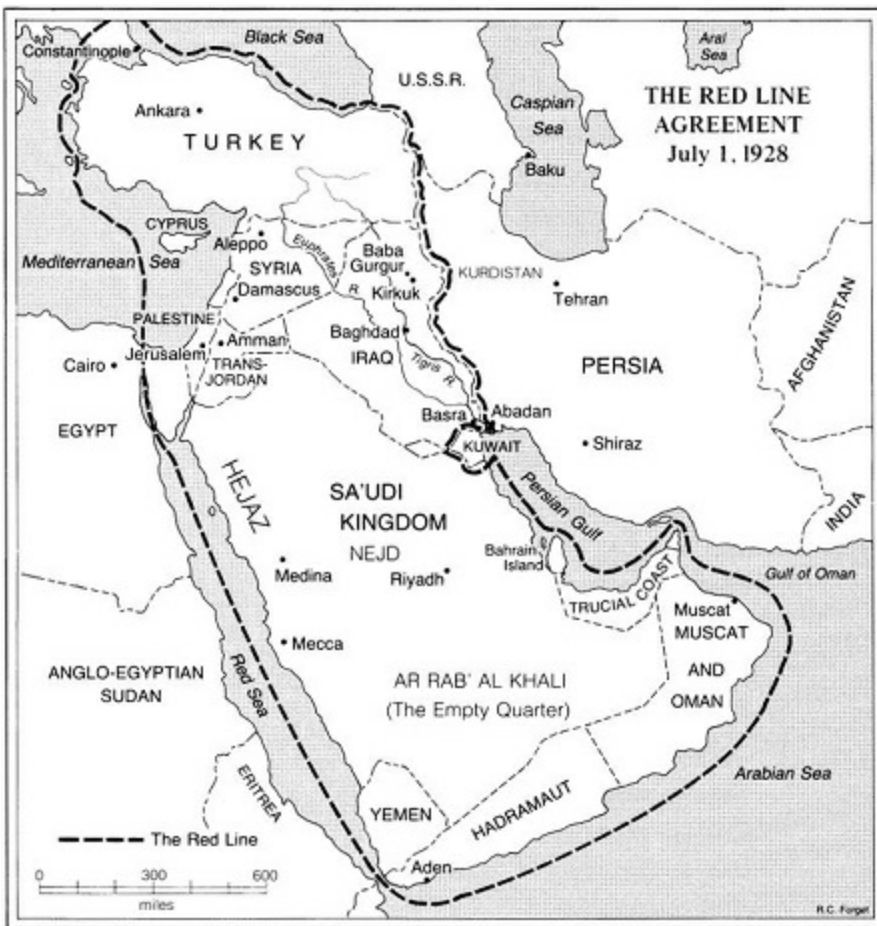 Black Sea
Constantinople
Aral
Sea
U.S.S.R.
THE RED LINE
AGREEMENT
July 1, 1928
Caspian
Sea
Ankara
TURKEY
Baku
CYPRUS
Aleppo
Mediterranean Sea
SYRIA
Euphrates
R.
Baba
Gurgur
Kirkuk
KURDISTAN
Tehran
Damascus
PALESTINE
Baghdad
IRAQ
Tigris R.
AFGHANISTAN
Jerusalem
Amman
TRANS-
JORDAN
Cairo
PERSIA
EGYPT
Basra
Abadan
KUWAIT
Shiraz
HEJAZ
SA'UDI
KINGDOM
NEJD
Persian Gulf
INDIA
Medina
Riyadh
Bahrain
Island
TRUCIAL COAST
Gulf of Oman
Muscat
MUSCAT
AND
OMAN
Mecca
ANGLO-EGYPTIAN
SUDAN
Red Sea
AR RAB' AL KHALI
(The Empty Quarter)
Arabian Sea
ERITREA
YEMEN
HADRAMAUT
Aden
The Red Line
0 300 600
miles
R.C. Forget